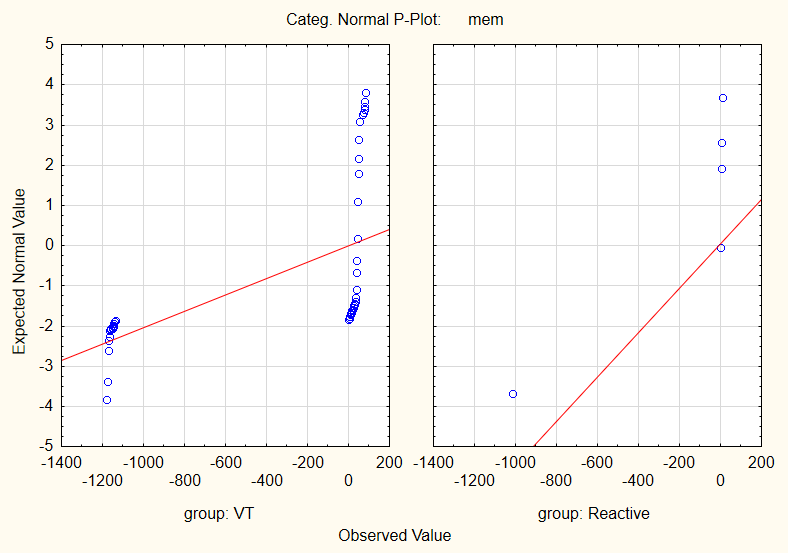 Categ. Normal P-Plot: mem
Expected Normal Value
5
4
3
2
1
0
-1
-2
-3
-4
-5
-1400 -1000 -600 -200 200
-1200 -800 -400 0
-1400 -1000 -600 -200 200
-1200 -800 -400 0
group: VT
group: Reactive
Observed Value